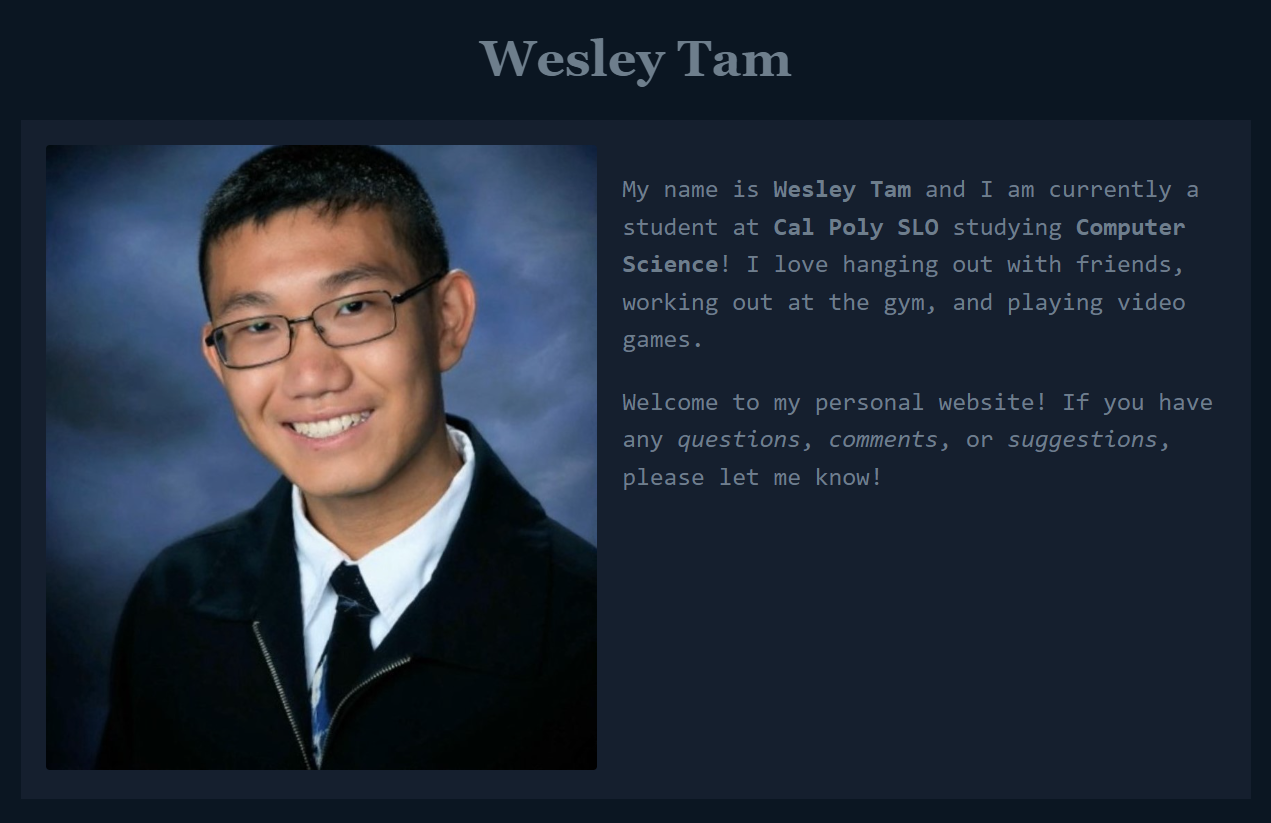 Wesley Tam
My name is Wesley Tam and I am currently a
student at Cal Poly SLO studying Computer
Science! I love hanging out with friends,
working out at the gym, and playing video
games.
Welcome to my personal website! If you have
any questions, comments, or suggestions,
please let me know!